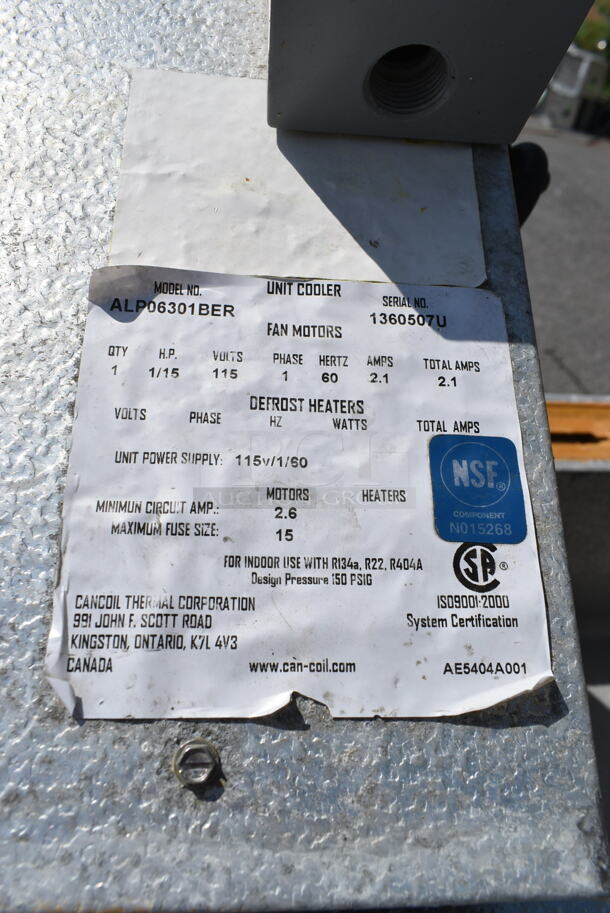 MODEL NO. UNIT COOLER SERIAL NO.
ALP06301BER 1360507U
FAN MOTORS
QTY H.P. VOLTS PHASE HERTZ AMPS TOTAL AMPS
1 1/15 115 1 60 2.1 2.1
DEFROST HEATERS
VOLTS PHASE HZ WATTS TOTAL AMPS
UNIT POWER SUPPLY: 115V/1/60
NSF®
COMPONENT
N015268
MOTORS HEATERS
MINIMUN CIRCUIT AMP.: 2.6
MAXIMUM FUSE SIZE: 15
AUCTION GROUP
FOR INDOOR USE WITH R134a, R22, R404A
Design Pressure 150 PSIG
SA®
CANCOIL THERMAL CORPORATION
991 JOHN F. SCOTT ROAD
KINGSTON, ONTARIO, K7L 4V3
CANADA
ISO9001-2000
System Certification
www.can-coil.com
AE5404A001